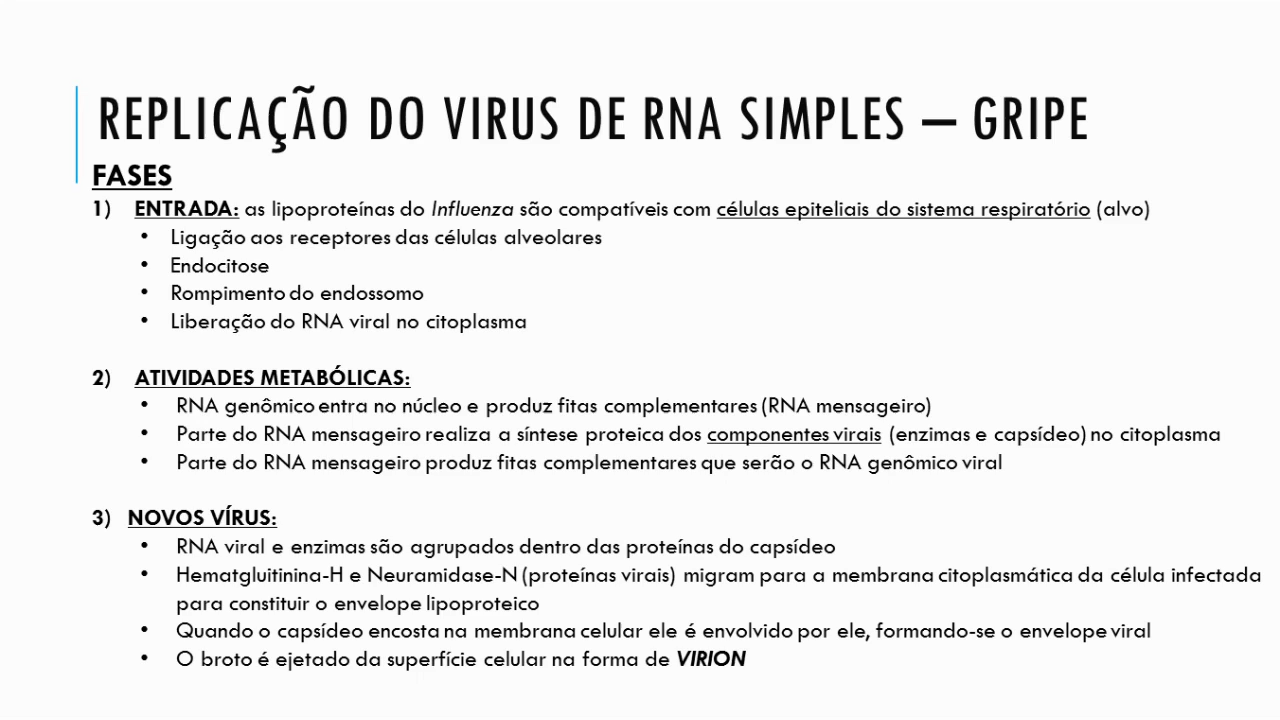 REPLICAÇÃO DO VIRUS DE RNA SIMPLES – GRIPE
FASES
1) ENTRADA: as lipoproteínas do Influenza são compatíveis com células epiteliais do sistema respiratório (alvo)
• Ligação aos receptores das células alveolares
• Endocitose
• Rompimento do endossomo
• Liberação do RNA viral no citoplasma
2) ATIVIDADES METABÓLICAS:
• RNA genômico entra no núcleo e produz fitas complementares (RNA mensageiro)
• Parte do RNA mensageiro realiza a síntese proteica dos componentes virais (enzimas e capsídeo) no citoplasma
• Parte do RNA mensageiro produz fitas complementares que serão o RNA genômico viral
3) NOVOS VÍRUS:
• RNA viral e enzimas são agrupados dentro das proteínas do capsídeo
• Hematgluitinina-H e Neuramidase-N (proteínas virais) migram para a membrana citoplasmática da célula infectada
para constituir o envelope lipoproteico
• Quando o capsídeo encosta na membrana celular ele é envolvido por ele, formando-se o envelope viral
• O broto é ejetado da superfície celular na forma de VIRION